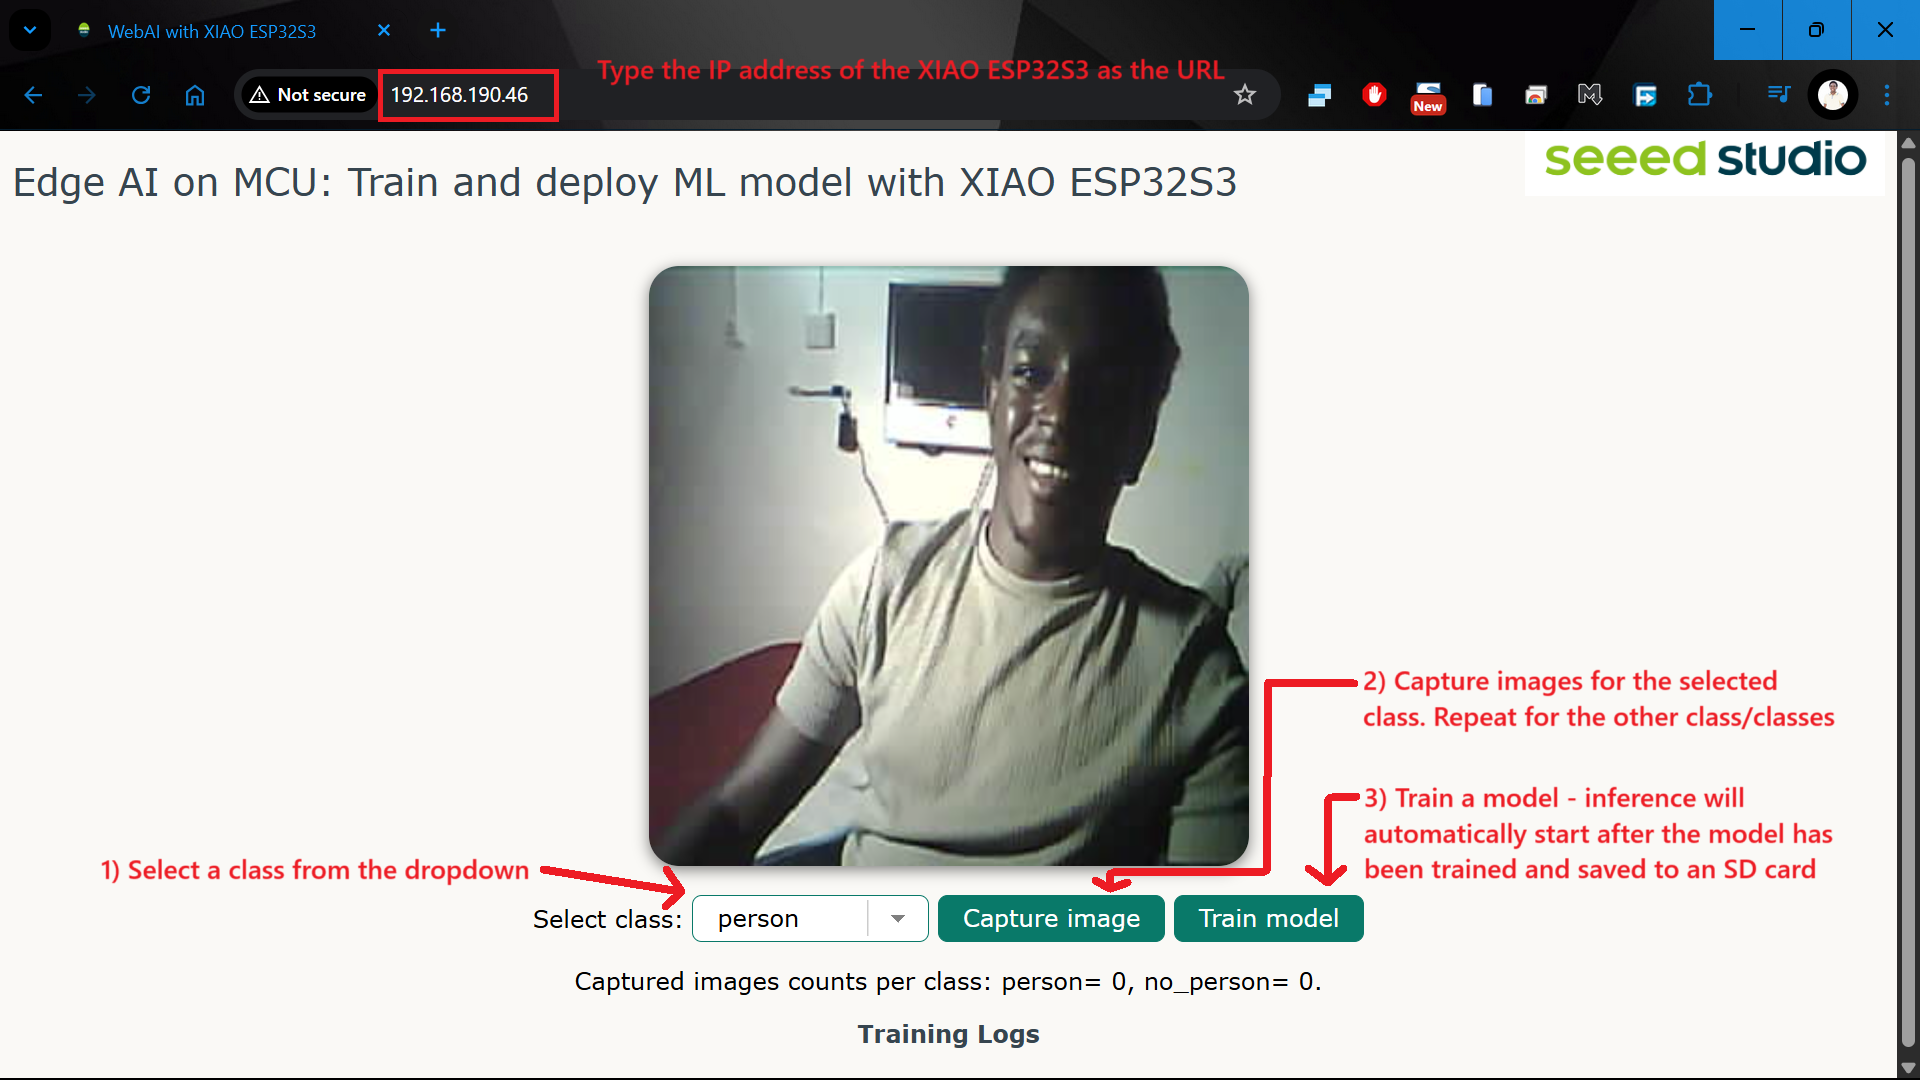 WebAI with XIAO ESP32S3
Type the IP address of the XIAO ESP32S3 as the URL
Not secure
192.168.190.46
New
Edge AI on MCU: Train and deploy ML model with XIAO ESP32S3
seeed studio
2) Capture images for the selected
class. Repeat for the other class/classes
3) Train a model - inference will
automatically start after the model has
been trained and saved to an SD card
1) Select a class from the dropdown
Select class: person Capture image Train model
Captured images counts per class: person= 0, no_person= 0.
Training Logs